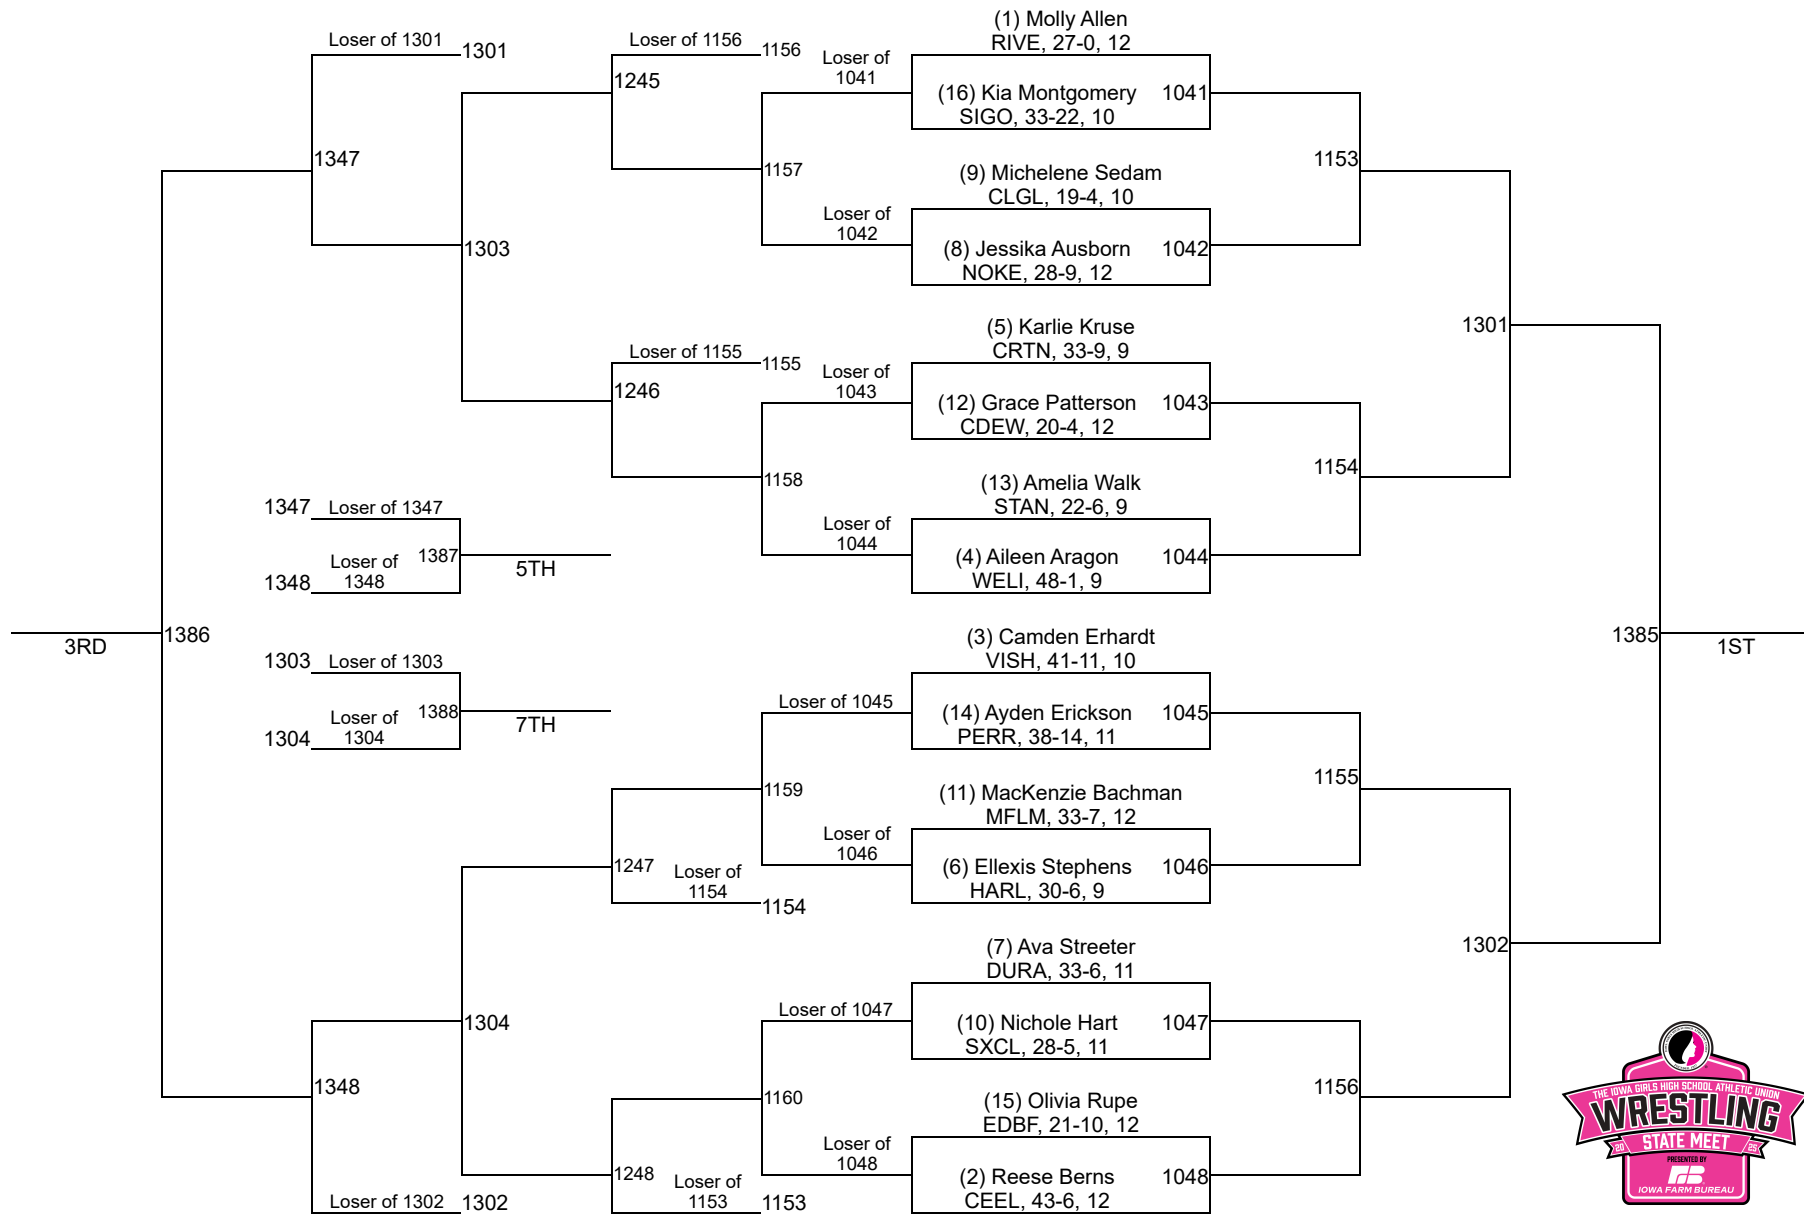 Loser of 1301
1301
1347
1303
Loser of 1156
1156
1245
1157
Loser of 1155
1155
1246
1158
Loser of
1041
Loser of
1042
Loser of
1043
Loser of
1044
(1) Molly Allen
RIVE, 27-0, 12
(16) Kia Montgomery
SIGO, 33-22, 10
1041
(9) Michelene Sedam
CLGL, 19-4, 10
(8) Jessika Ausborn
NOKE, 28-9, 12
1042
1153
(5) Karlie Kruse
CRTN, 33-9, 9
(12) Grace Patterson
CDEW, 20-4, 12
1043
(13) Amelia Walk
STAN, 22-6, 9
(4) Aileen Aragon
WELI, 48-1, 9
1044
1154
1301
1347
Loser of 1347
1348
Loser of
1348
1387
5TH
3RD
1386
1303
Loser of 1303
1304
Loser of
1304
1388
7TH
1385
1ST
Loser of 1045
1159
Loser of
1046
1247
Loser of
1154
1154
1304
1348
Loser of 1302
1302
Loser of 1047
1160
Loser of
1048
1248
Loser of
1153
1153
(3) Camden Erhardt
VISH, 41-11, 10
(14) Ayden Erickson
PERR, 38-14, 11
1045
(11) MacKenzie Bachman
MFLM, 33-7, 12
(6) Ellexis Stephens
HARL, 30-6, 9
1046
1155
(7) Ava Streeter
DURA, 33-6, 11
(10) Nichole Hart
SXCL, 28-5, 11
1047
(15) Olivia Rupe
EDBF, 21-10, 12
(2) Reese Berns
CEEL, 43-6, 12
1048
1156
1302
THE IOWA GIRLS HIGH SCHOOL ATHLETIC UNION
WRESTLING
20 STATE MEET 25
PRESENTED BY
FB
IOWA FARM BUREAU